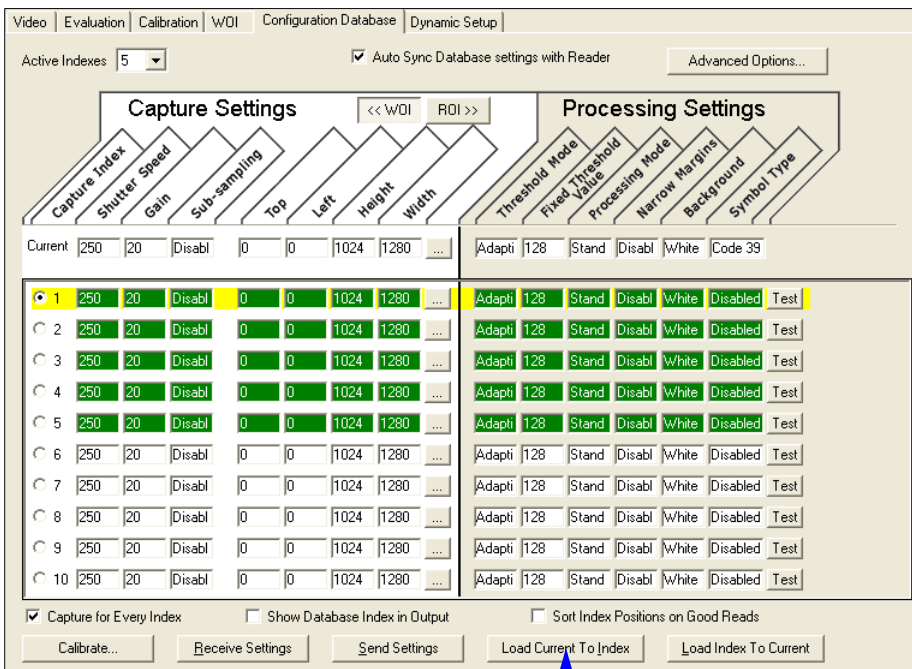 Video Evaluation Calibration WOI Configuration Database Dynamic Setup
Active Indexes 5 Auto Sync Database settings with Reader Advanced Options...
Capture Settings << WOI ROI >> Processing Settings
Capture Index Shutter Speed Gain Sub-sampling Top Left Height Width Threshold Mode Fixed Threshold Value Processing Mode Narrow Margins Background Symbol Type
Current 250 20 Disabl 0 0 1024 1280 ... Adapti 128 Stand Disabl White Code 39
1 250 20 Disabl 0 0 1024 1280 ... Adapti 128 Stand Disabl White Disabled Test
2 250 20 Disabl 0 0 1024 1280 ... Adapti 128 Stand Disabl White Disabled Test
3 250 20 Disabl 0 0 1024 1280 ... Adapti 128 Stand Disabl White Disabled Test
4 250 20 Disabl 0 0 1024 1280 ... Adapti 128 Stand Disabl White Disabled Test
5 250 20 Disabl 0 0 1024 1280 ... Adapti 128 Stand Disabl White Disabled Test
6 250 20 Disabl 0 0 1024 1280 ... Adapti 128 Stand Disabl White Disabled Test
7 250 20 Disabl 0 0 1024 1280 ... Adapti 128 Stand Disabl White Disabled Test
8 250 20 Disabl 0 0 1024 1280 ... Adapti 128 Stand Disabl White Disabled Test
9 250 20 Disabl 0 0 1024 1280 ... Adapti 128 Stand Disabl White Disabled Test
10 250 20 Disabl 0 0 1024 1280 ... Adapti 128 Stand Disabl White Disabled Test
Capture for Every Index Show Database Index in Output Sort Index Positions on Good Reads
Calibrate... Receive Settings Send Settings Load Current To Index Load Index To Current